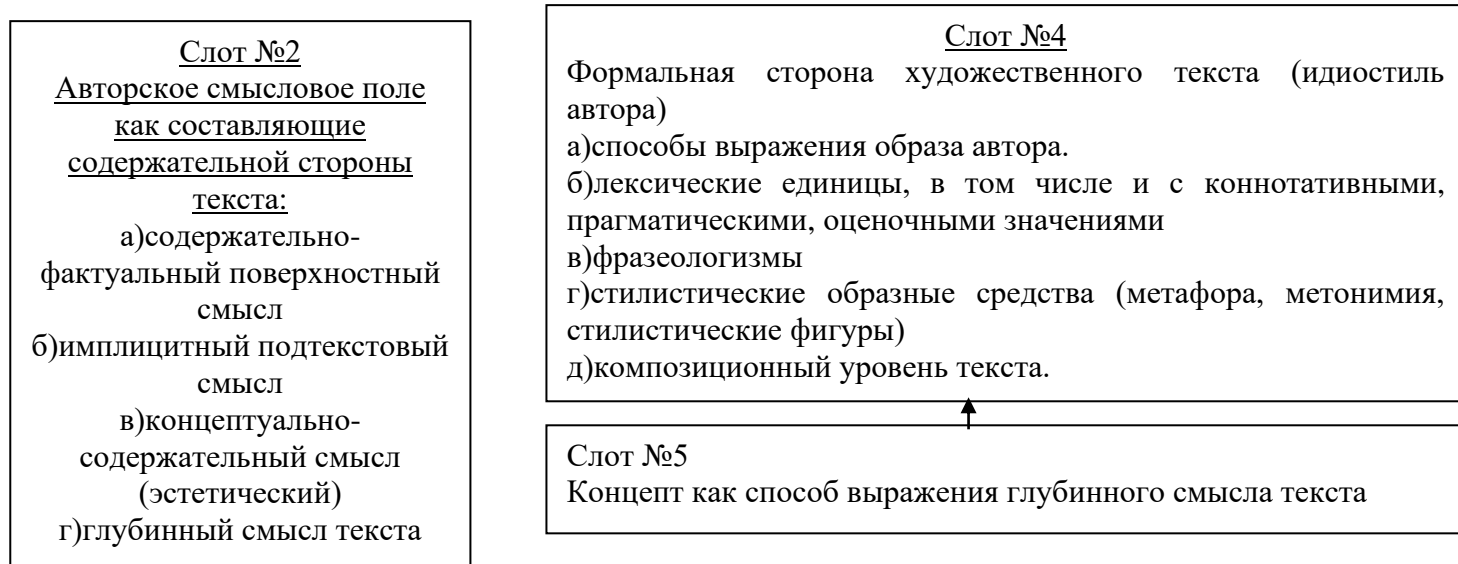 Слот №2
Авторское смысловое поле
как составляющие
содержательной стороны
текста:
а)содержательно-
фактуальный поверхностный
смысл
б)имплицитный подтекстовый
смысл
в)концептуально-
содержательный смысл
(эстетический)
г)глубинный смысл текста
Слот №4
Формальная сторона художественного текста (идиостиль
автора)
а)способы выражения образа автора.
б)лексические единицы, в том числе и с коннотативными,
прагматическими, оценочными значениями
в)фразеологизмы
г)стилистические образные средства (метафора, метонимия,
стилистические фигуры)
д)композиционный уровень текста.
Слот №5
Концепт как способ выражения глубинного смысла текста